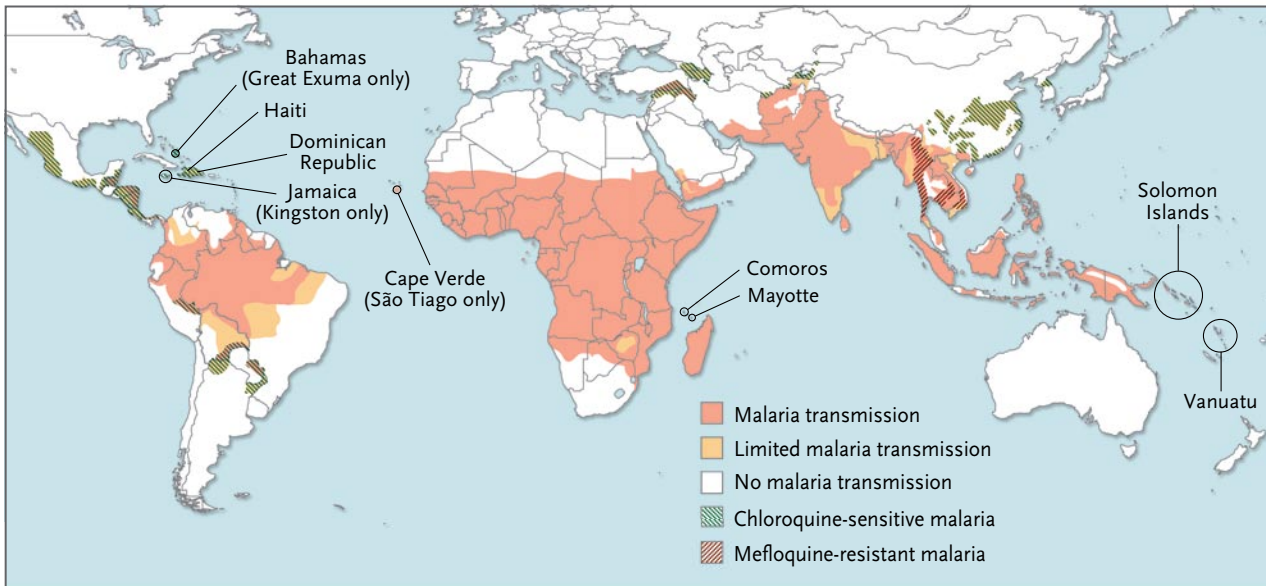 Bahamas
(Great Exuma only)
Haiti
Dominican
Republic
Jamaica
(Kingston only)
Cape Verde
(São Tiago only)
Comoros
Mayotte
Solomon
Islands
Vanuatu
Malaria transmission
Limited malaria transmission
No malaria transmission
Chloroquine-sensitive malaria
Mefloquine-resistant malaria